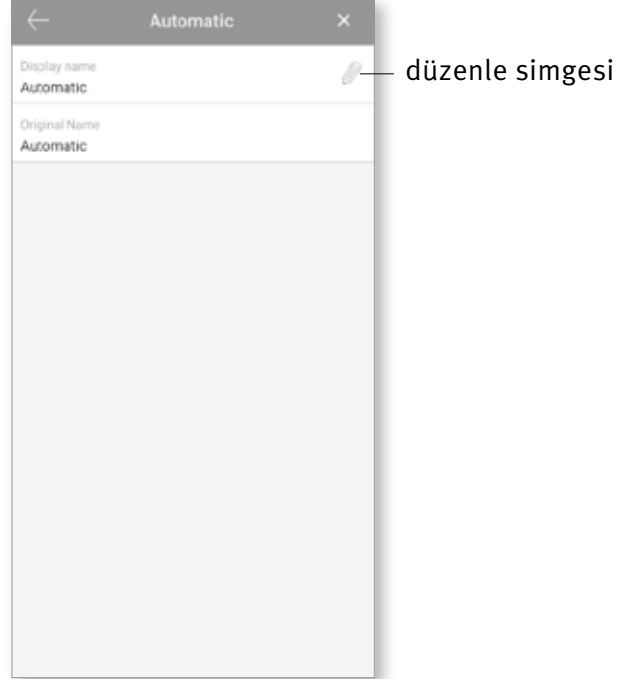 Automatic
Display name
Automatic
düzenle simgesi
Original Name
Automatic